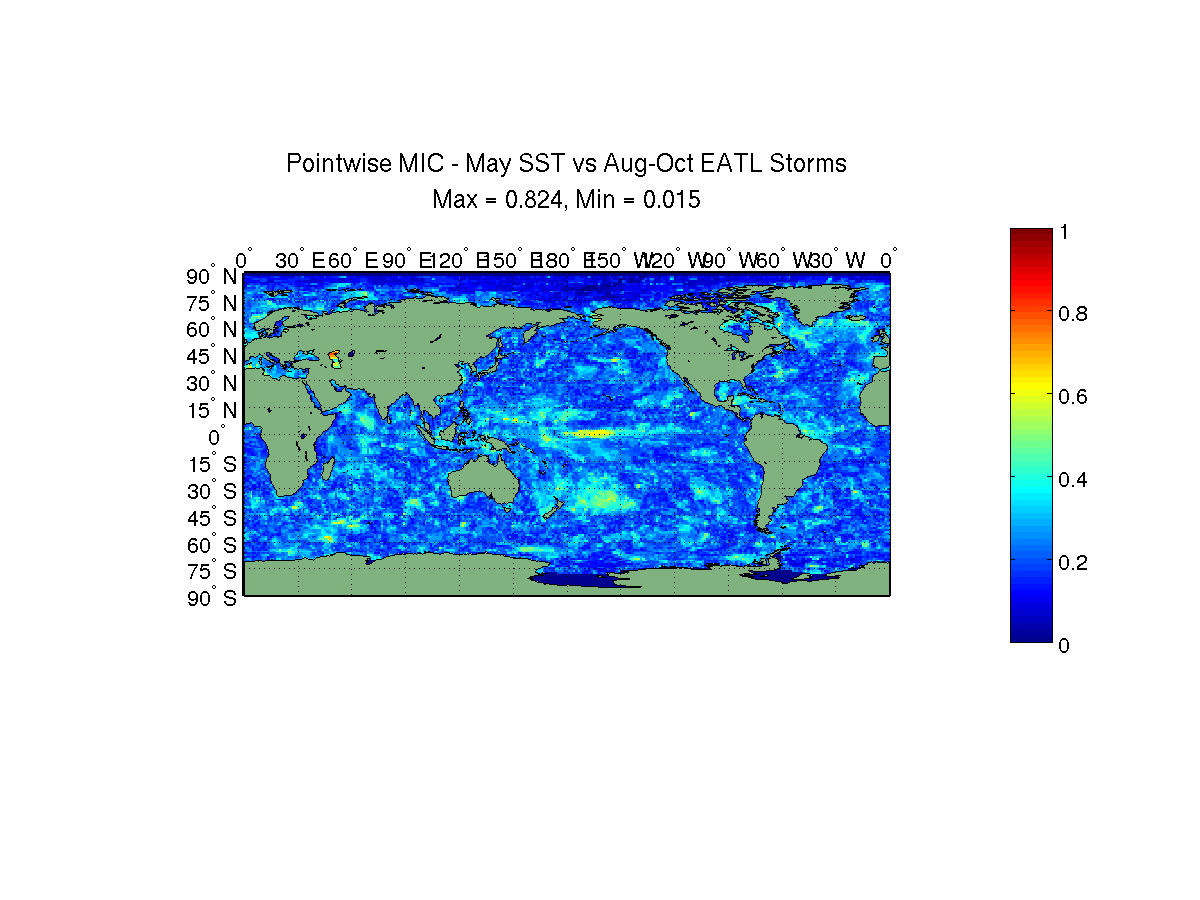 Pointwise MIC - May SST vs Aug-Oct EATL Storms
Max = 0.824, Min = 0.015
0° 30° E 60° E 90° E 120° E 150° E 180° E 150° W 120° W 90° W 60° W 30° W 0°
90° N
75° N
60° N
45° N
30° N
15° N
0°
15° S
30° S
45° S
60° S
75° S
90° S
1
0.8
0.6
0.4
0.2
0